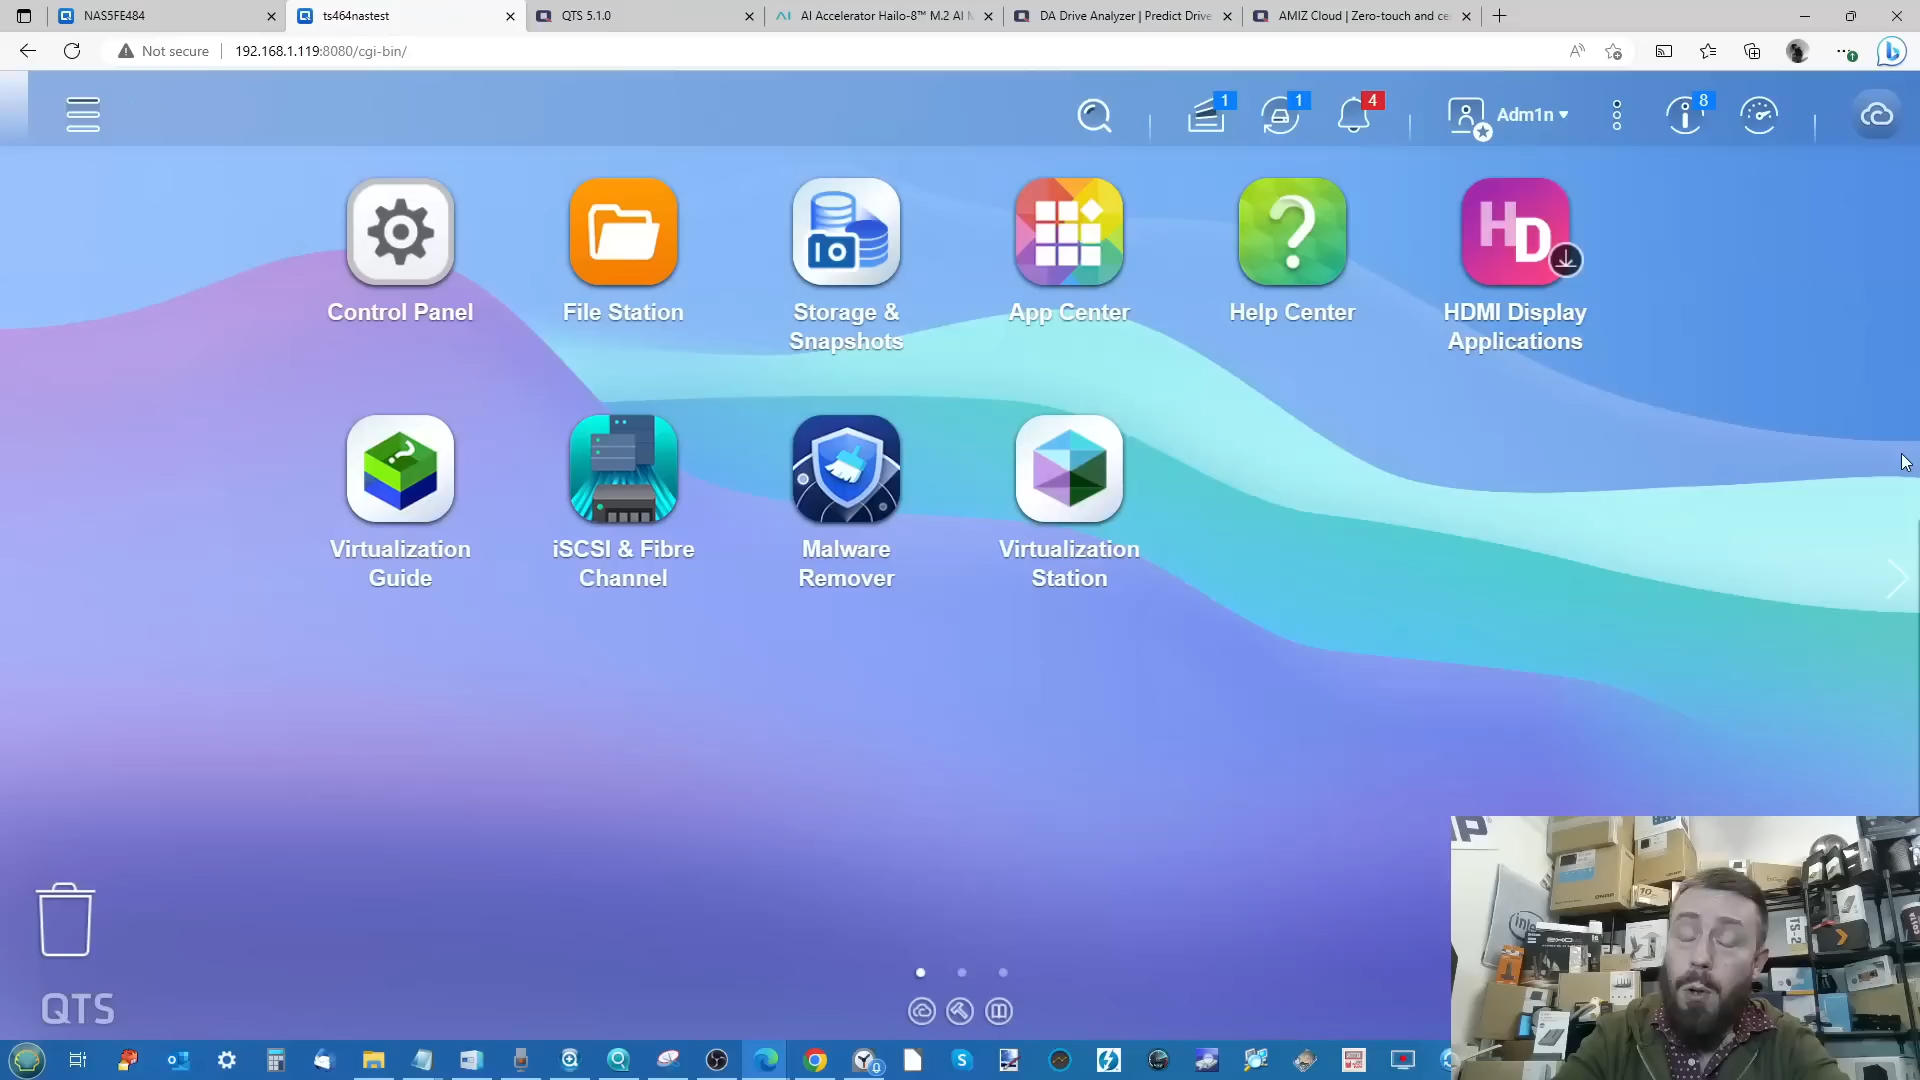 NAS5FE484
ts464nastest
QTS 5.1.0
AI Accelerator Hailo-8™ M.2 AI M
DA Drive Analyzer | Predict Drive
AMIZ Cloud | Zero-touch and ce
Not secure
192.168.1.119:8080/cgi-bin/
1
1
4
Adm1n
8
Control Panel
File Station
Storage &
Snapshots
App Center
Help Center
HD
HDMI Display
Applications
Virtualization
Guide
iSCSI & Fibre
Channel
Malware
Remover
Virtualization
Station
QTS
intel